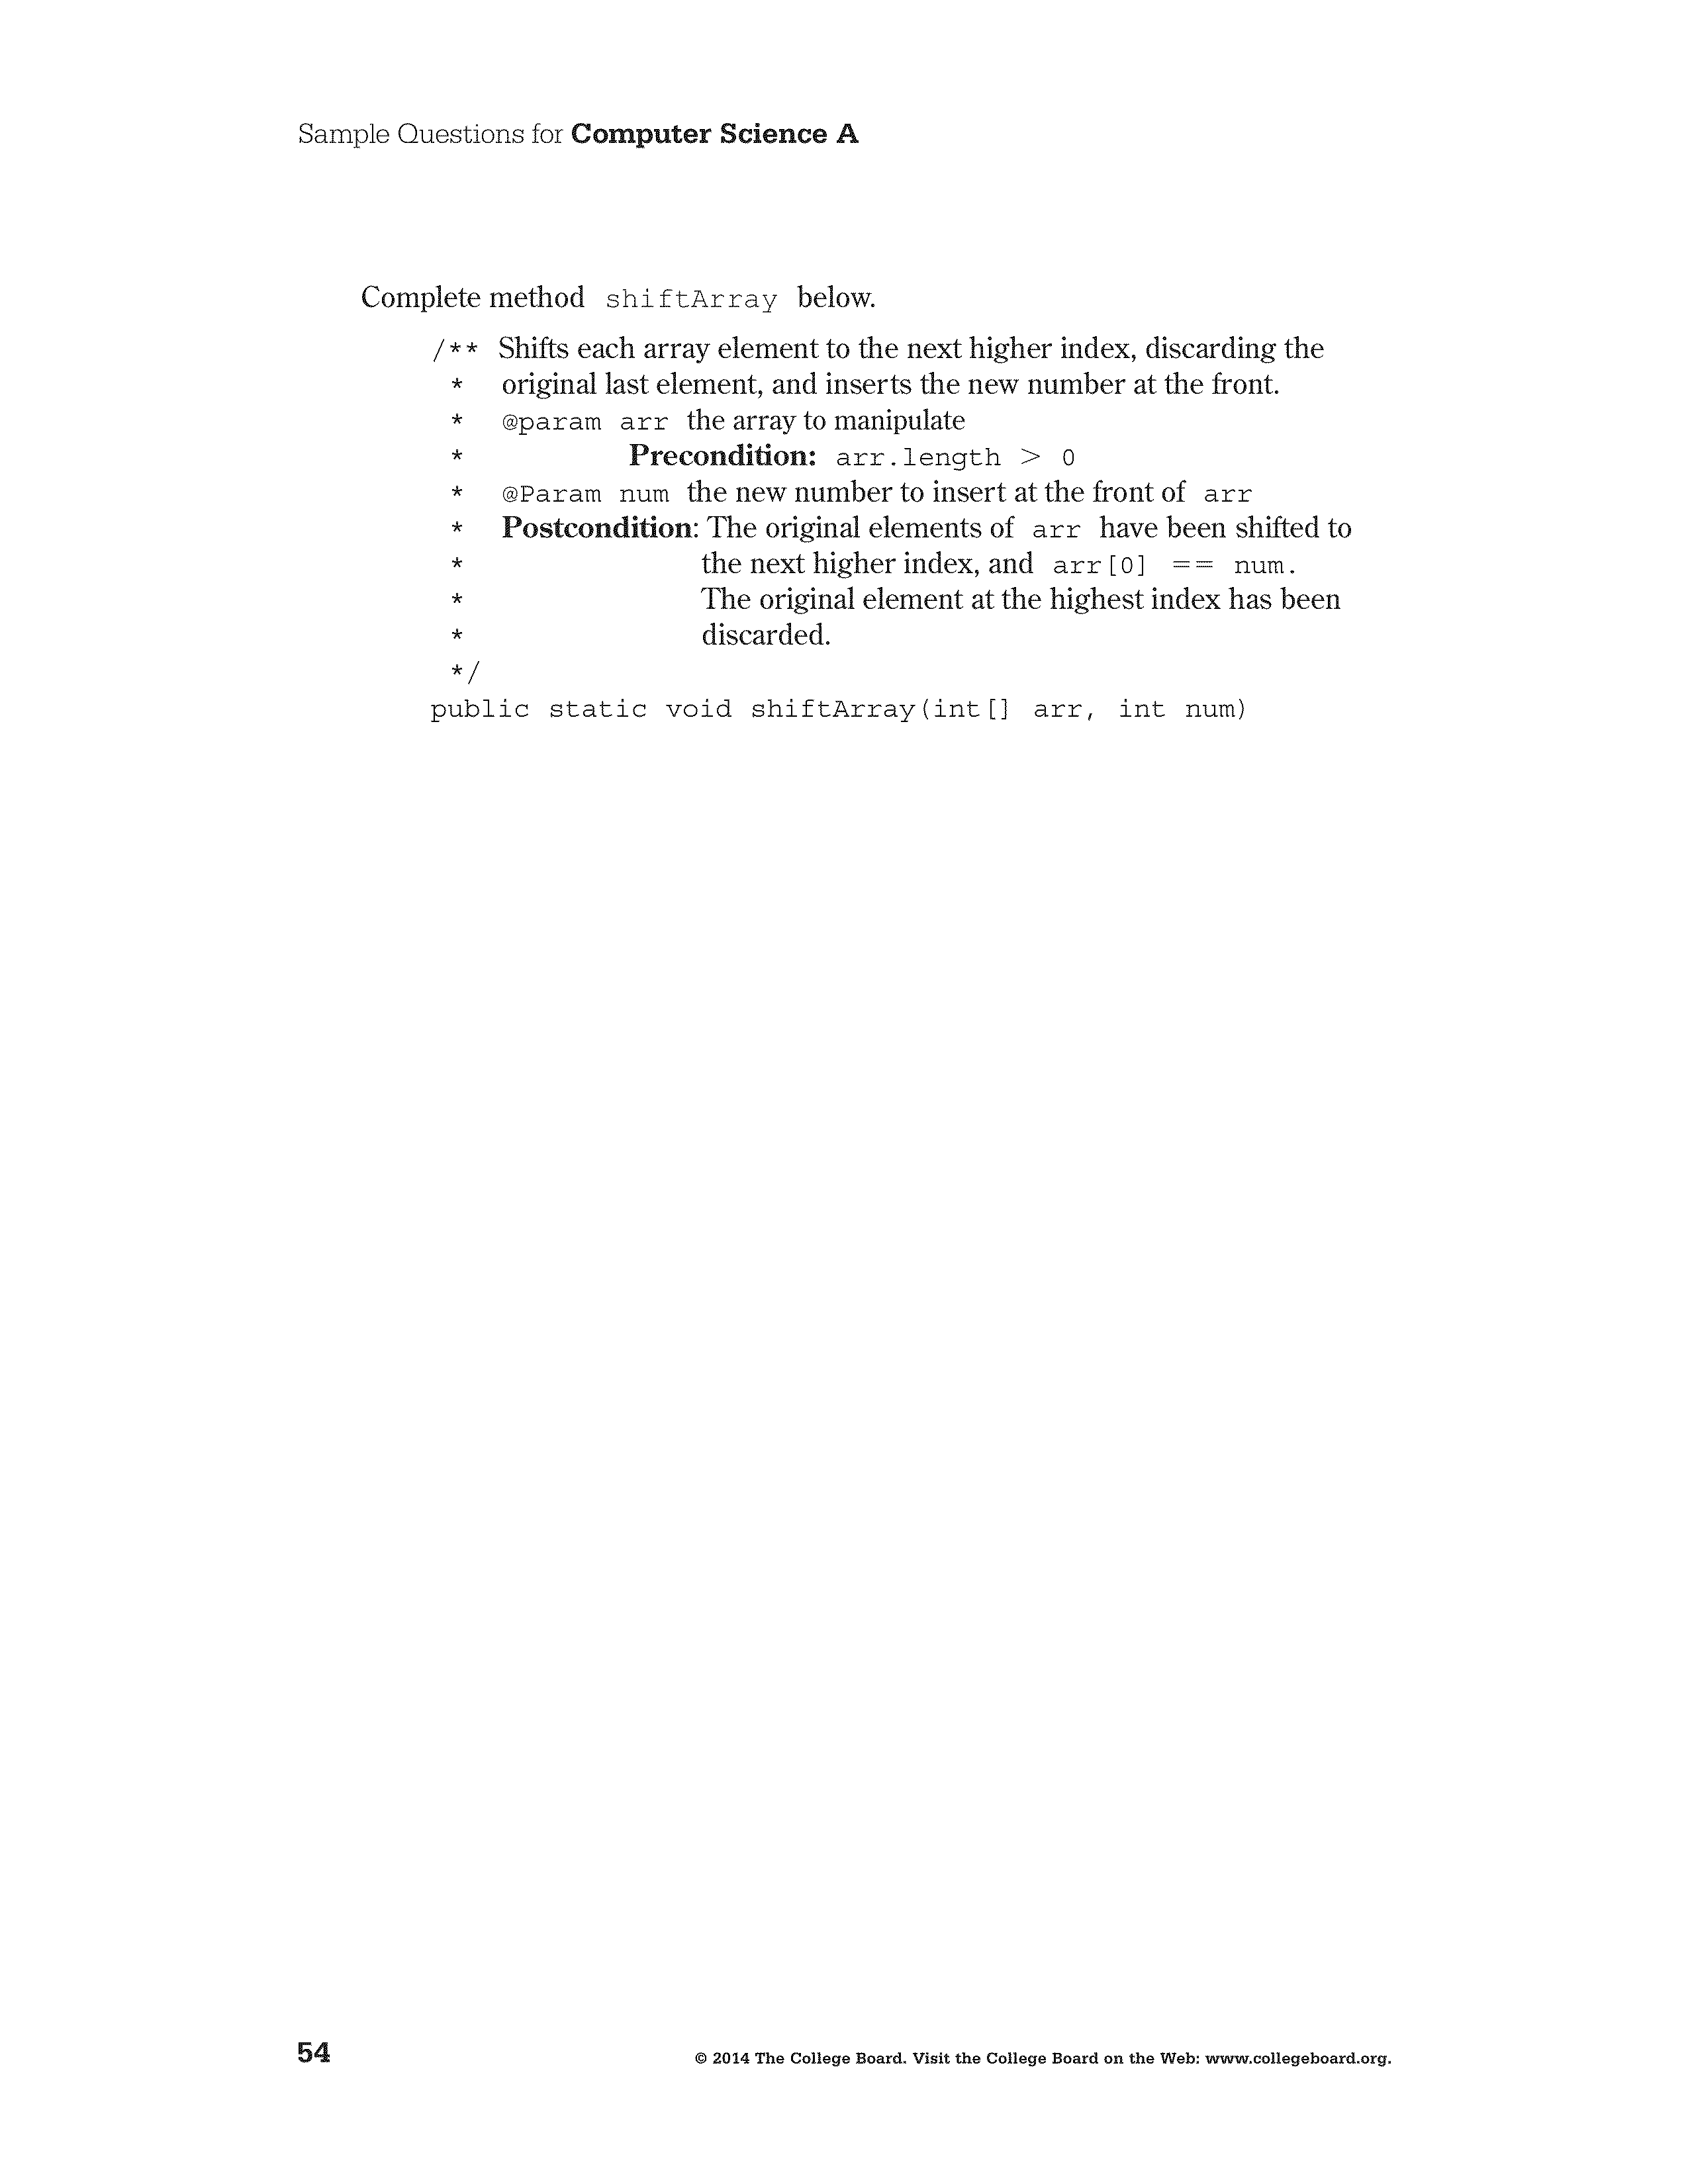 Sample Questions for Computer Science A
Complete method shiftArray below.
/** Shifts each array element to the next higher index, discarding the
* original last element, and inserts the new number at the front.
* @param arr the array to manipulate
* Precondition: arr.length > 0
* @Param num the new number to insert at the front of arr
* Postcondition: The original elements of arr have been shifted to
* the next higher index, and arr[0] == num.
* The original element at the highest index has been
* discarded.
*/
public static void shiftArray(int[] arr, int num)
54
© 2014 The College Board. Visit the College Board on the Web: www.collegeboard.org.